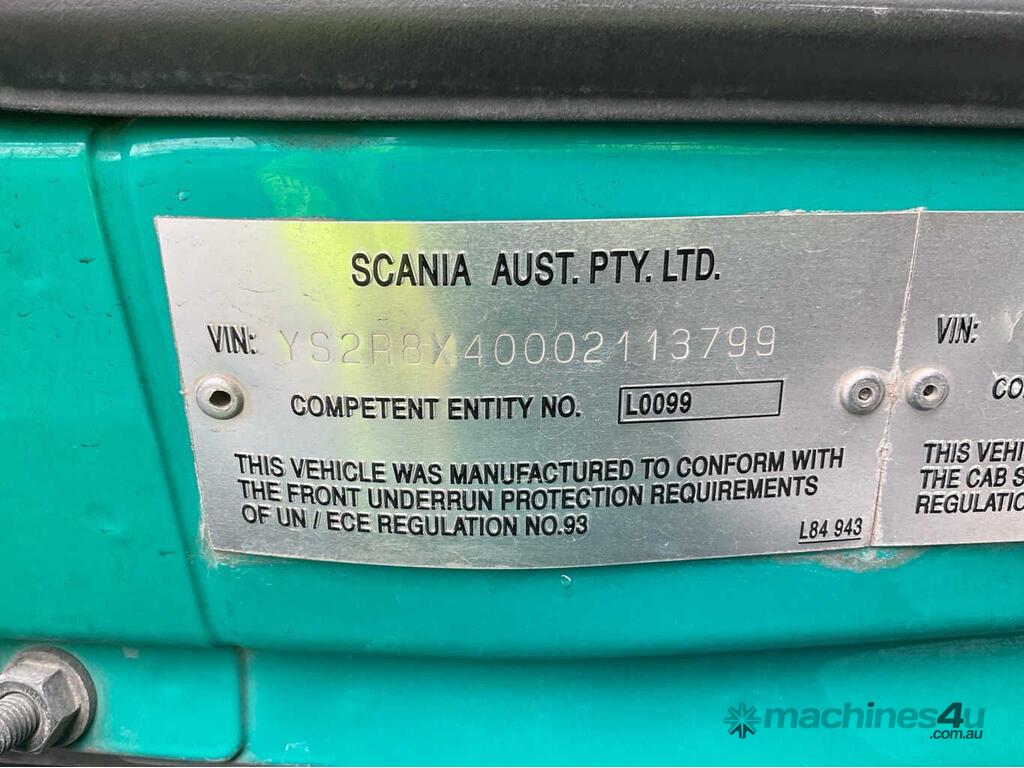 SCANIA AUST. PTY. LTD.
VIN: YS2R8X40002113799
COMPETENT ENTITY NO. L0099
THIS VEHICLE WAS MANUFACTURED TO CONFORM WITH
THE FRONT UNDERRUN PROTECTION REQUIREMENTS
OF UN / ECE REGULATION NO.93
L84 943
VIN: Y
CO
THIS VEHI
THE CAB S
REGULATIO
machines4u
.com.au